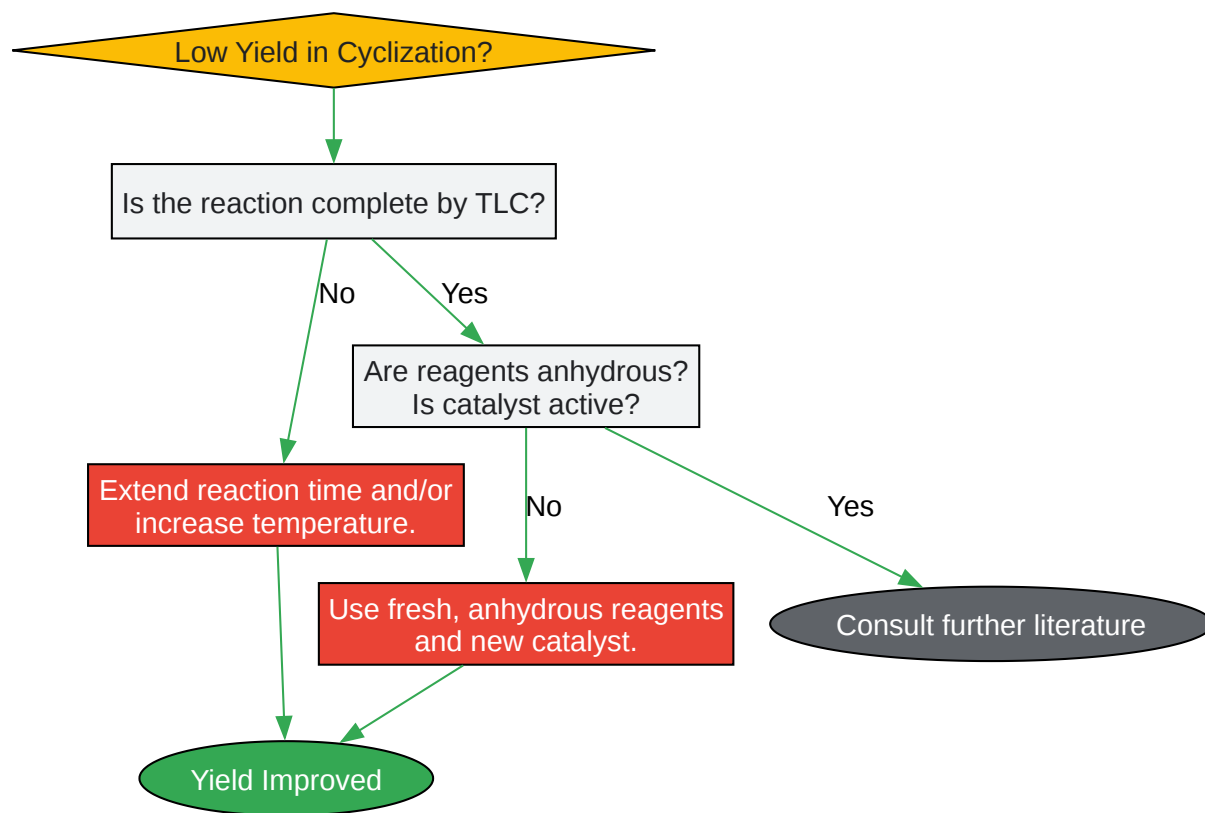 Low Yield in Cyclization?
Is the reaction complete by TLC?
No
Yes
Are reagents anhydrous?
Is catalyst active?
Extend reaction time and/or
increase temperature.
No
Yes
Use fresh, anhydrous reagents
and new catalyst.
Consult further literature
Yield Improved